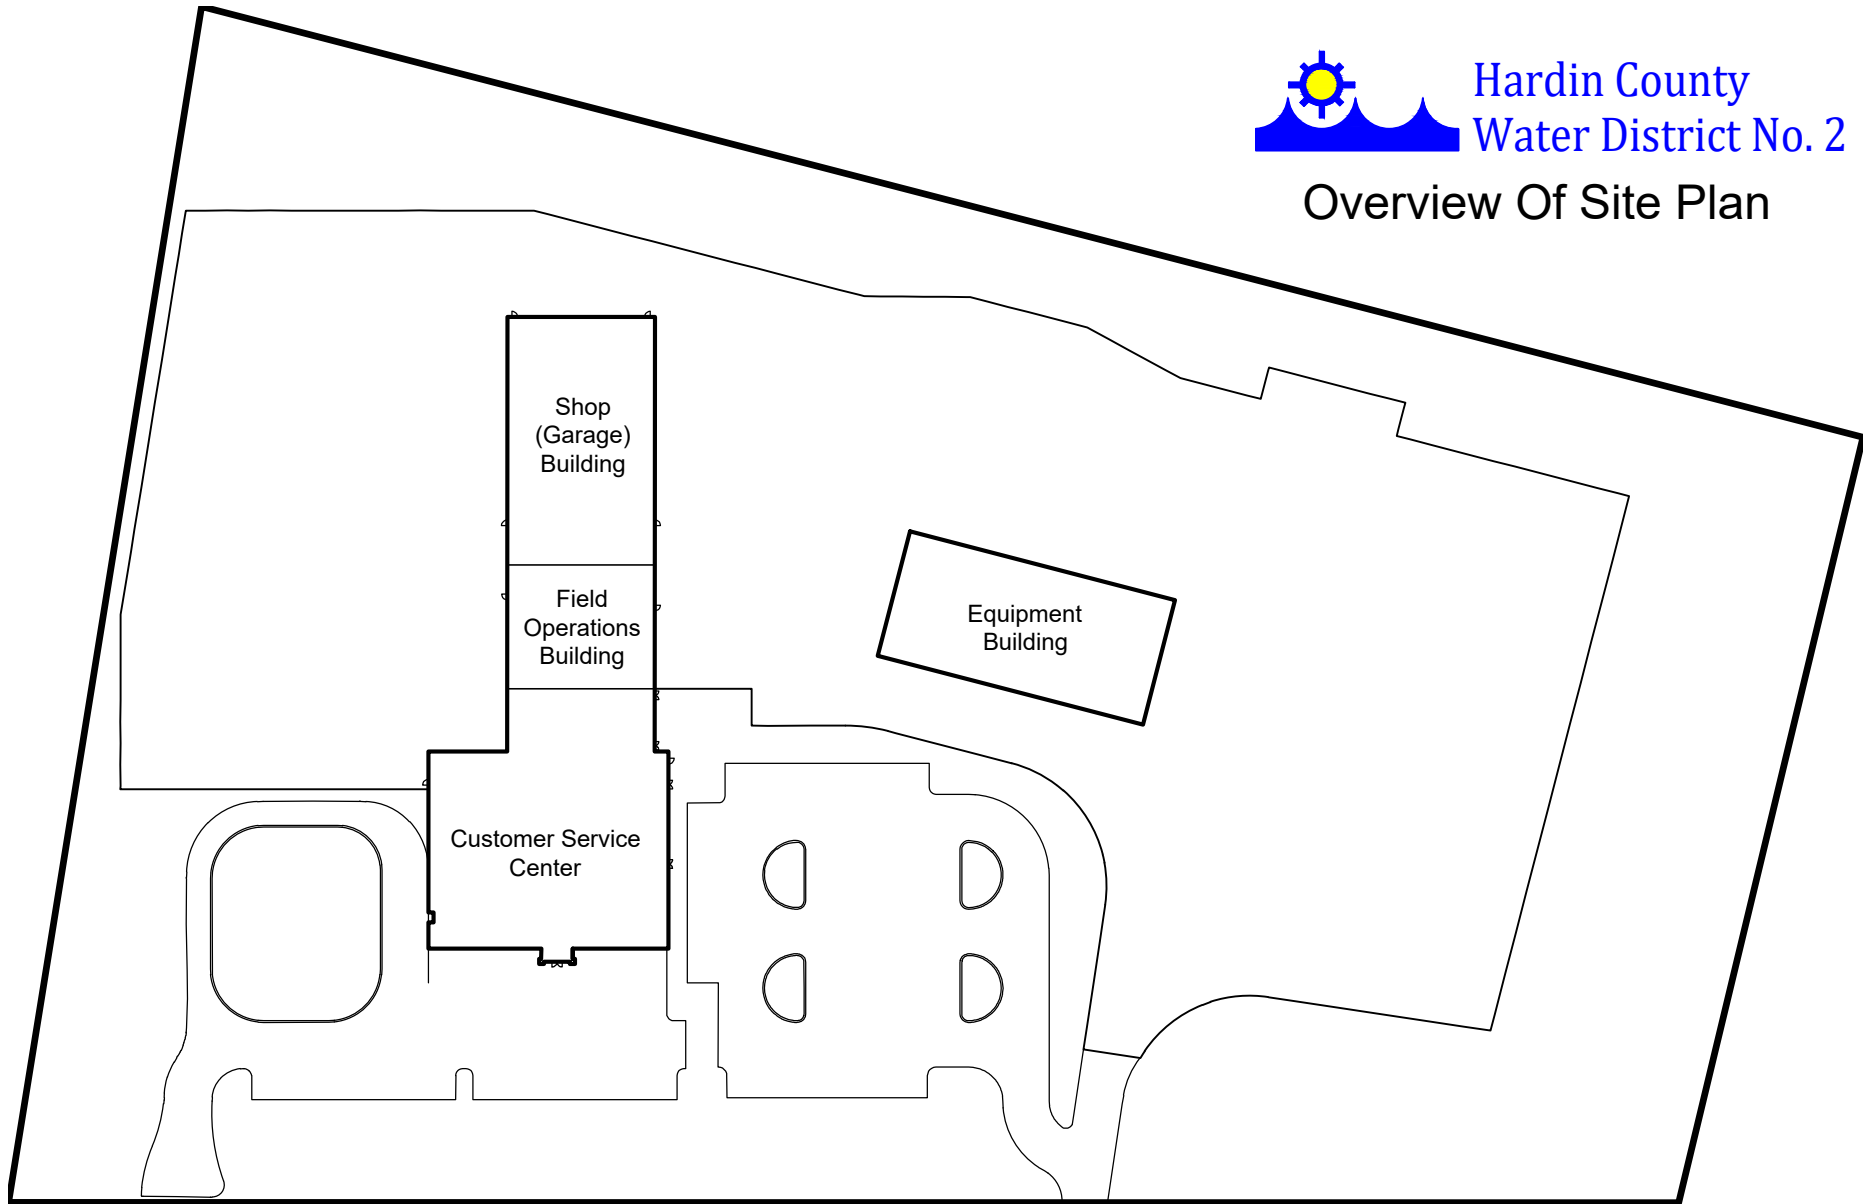 Hardin County
Water District No. 2
Overview Of Site Plan
Shop
(Garage)
Building
Field
Operations
Building
Equipment
Building
Customer Service
Center